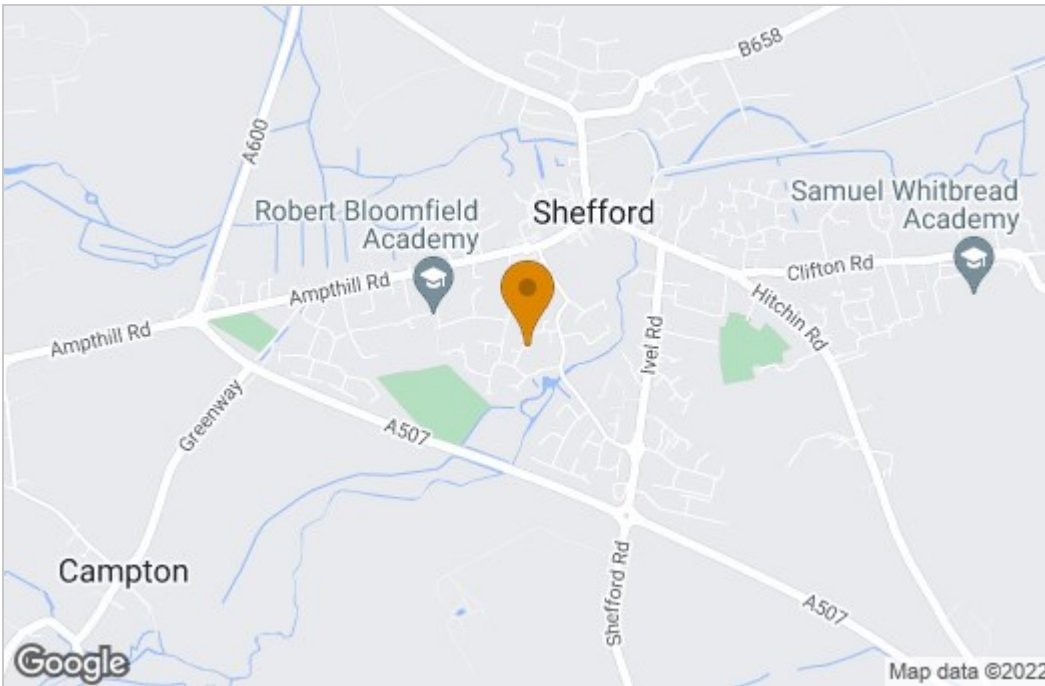 B658
A600
Robert Bloomfield
Academy
Shefford
Samuel Whitbread
Academy
Ampthill Rd
Clifton Rd
Ampthill Rd
Hitchin Rd
Ivel Rd
Greenway
A507
Campton
Shefford Rd
A507
Google
Map data ©2022